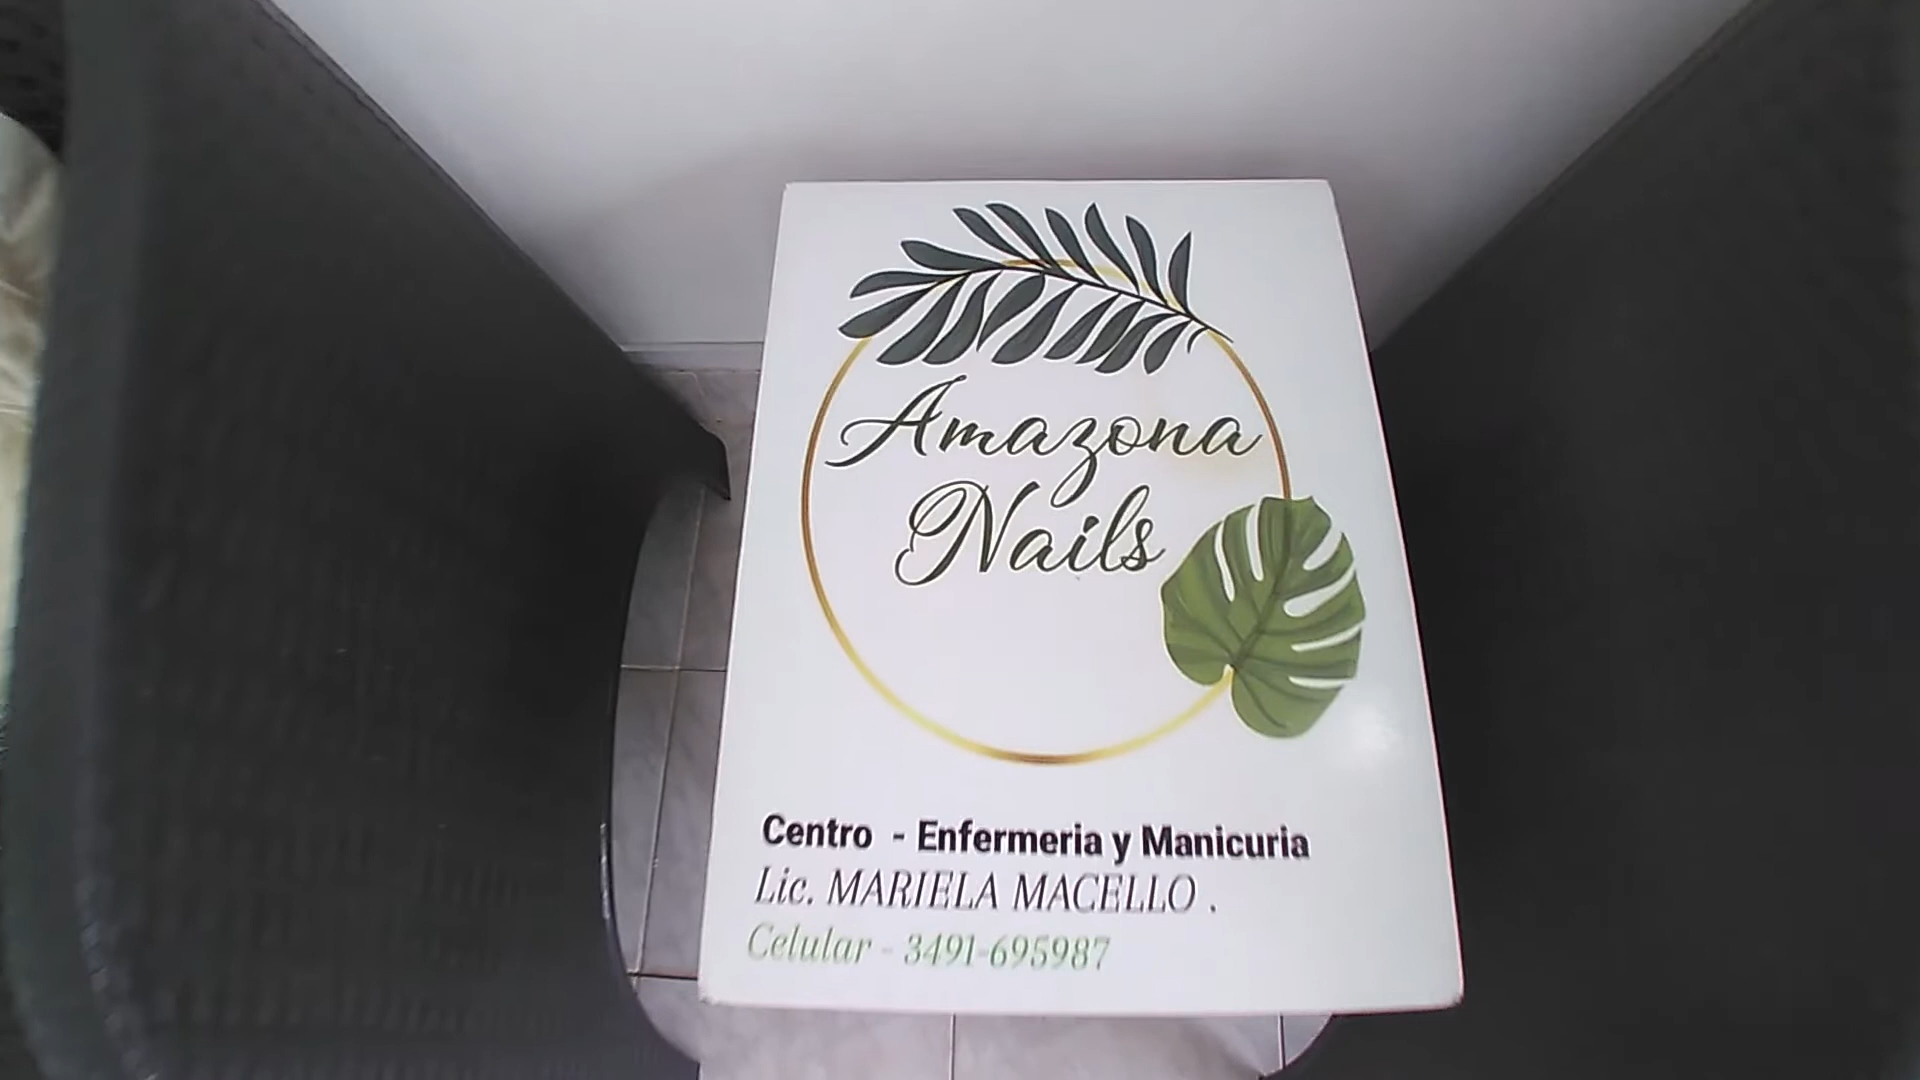 Amazona
Nails
Centro - Enfermeria y Manicuria
Lic. MARIELA MACELLO .
Celular - 3491-695987